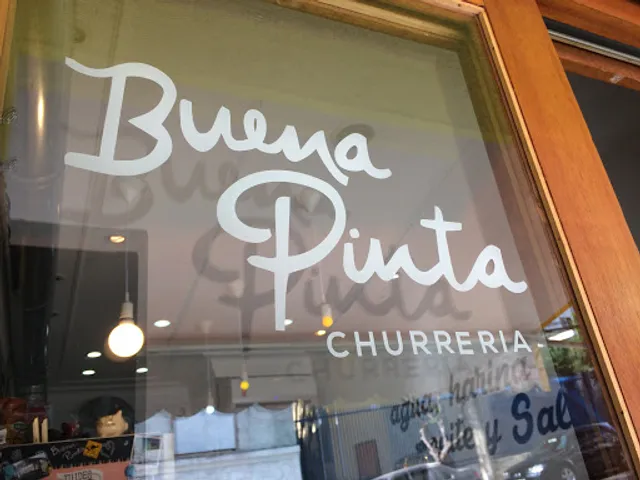 Buena
Pinta
CHURRERIA.
agua, harina
aceite y Sal